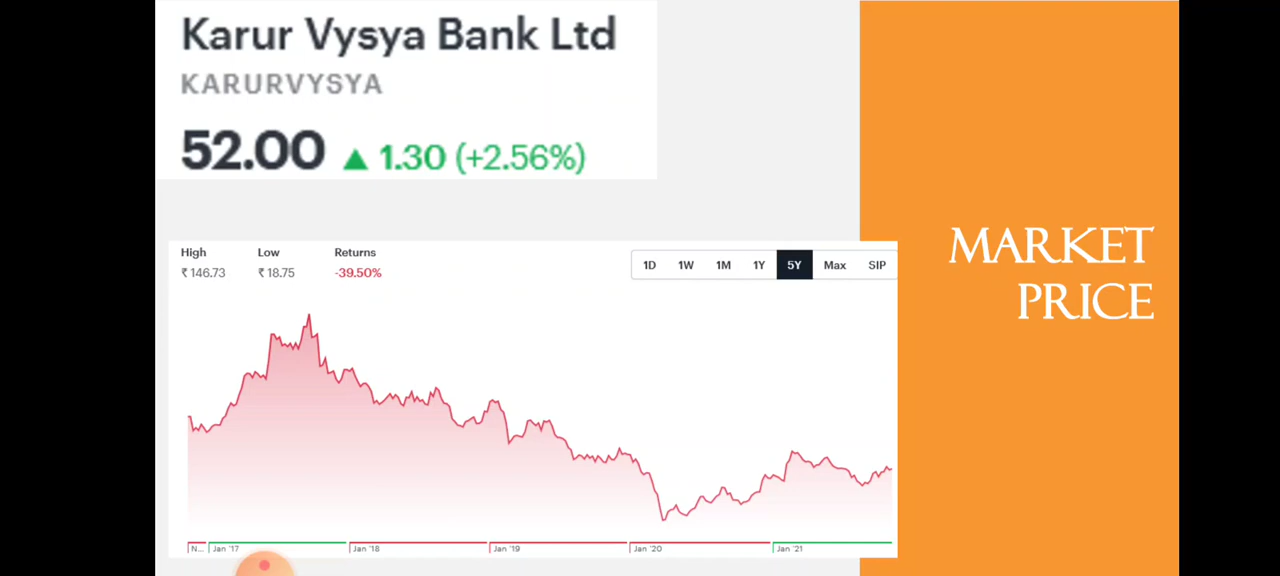 Karur Vysya Bank Ltd
KARURVYSYA
52.00 ▲ 1.30 (+2.56%)
MARKET
PRICE
High Low Returns
₹146.73 ₹18.75 -39.50%
1D 1W 1M 1Y 5Y Max SIP
N... Jan '17 Jan '18 Jan '19 Jan '20 Jan '21